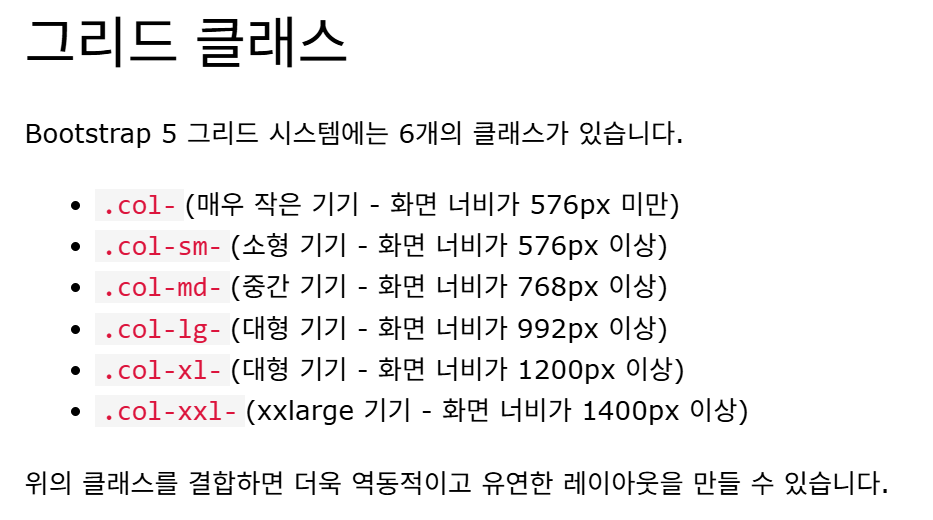 그리드 클래스
Bootstrap 5 그리드 시스템에는 6개의 클래스가 있습니다.
• .col- (매우 작은 기기 - 화면 너비가 576px 미만)
• .col-sm- (소형 기기 - 화면 너비가 576px 이상)
• .col-md- (중간 기기 - 화면 너비가 768px 이상)
• .col-lg- (대형 기기 - 화면 너비가 992px 이상)
• .col-xl- (대형 기기 - 화면 너비가 1200px 이상)
• .col-xxl- (xxlarge 기기 - 화면 너비가 1400px 이상)
위의 클래스를 결합하면 더욱 역동적이고 유연한 레이아웃을 만들 수 있습니다.